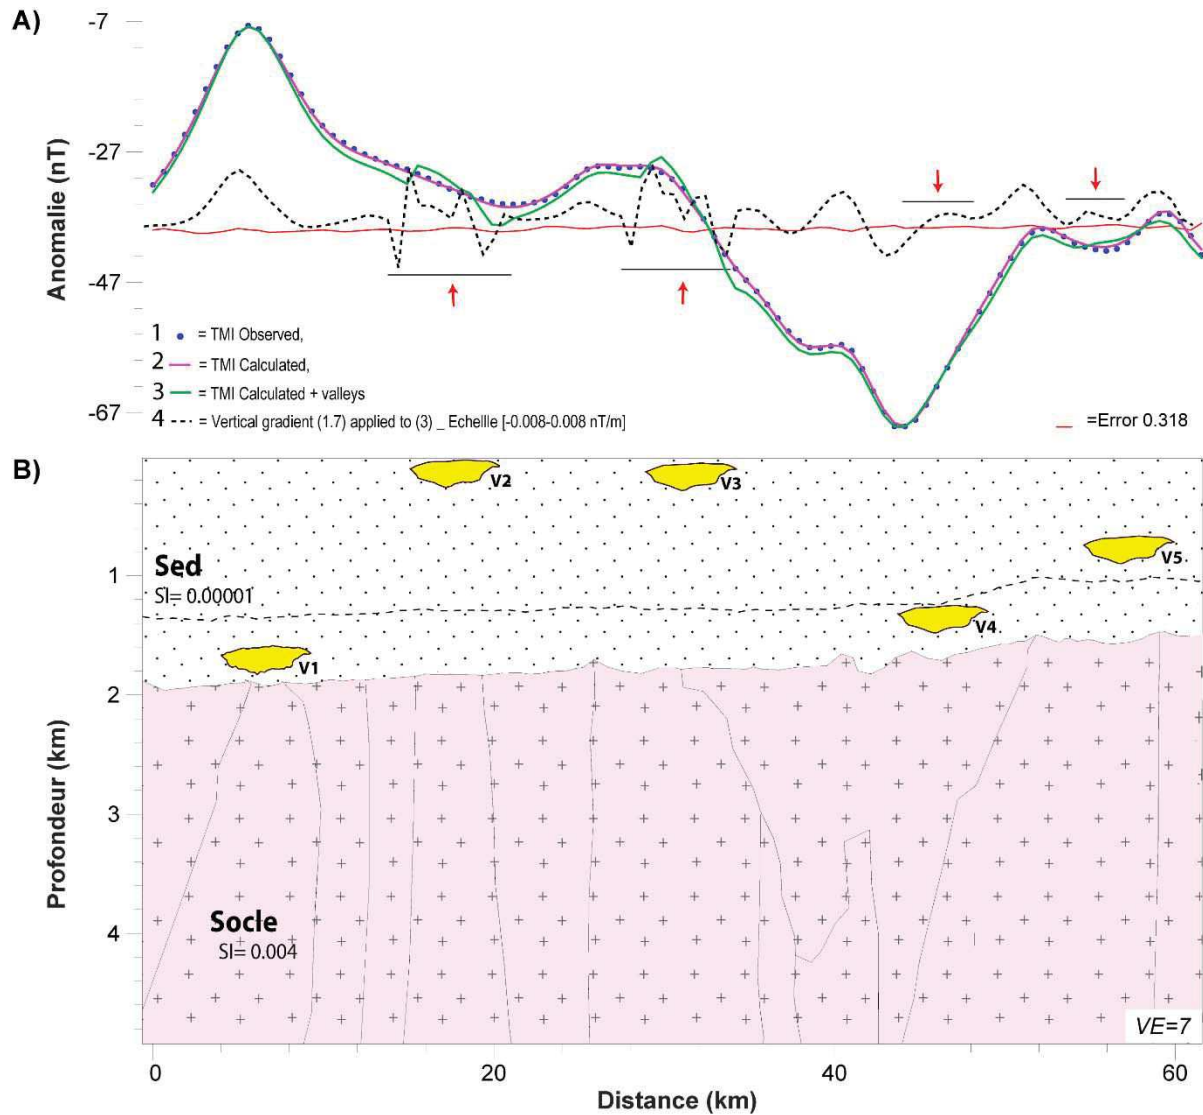 A)
-7
-27
-47
-67
Anomalie (nT)
1 = TMI Observed,
2 = TMI Calculated,
3 = TMI Calculated + valleys
4 = Vertical gradient (1.7) applied to (3) _ Echellle [-0.008-0.008 nT/m]
=Error 0.318
B)
V2
V3
V5
Sed
SI= 0.00001
V4
V1
1
2
3
4
Profondeur (km)
Socle
SI= 0.004
VE=7
0 20 40 60
Distance (km)